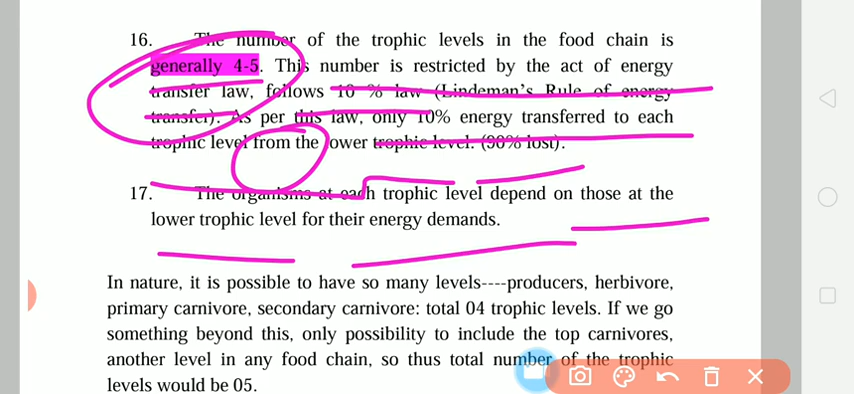 16. The number of the trophic levels in the food chain is
generally 4-5. This number is restricted by the act of energy
transfer law, follows 10 % law (Lindeman's Rule of energy
transfer). As per this law, only 10% energy transferred to each
trophic level from the lower trophic level. (90% lost).
17. The organisms at each trophic level depend on those at the
lower trophic level for their energy demands.
In nature, it is possible to have so many levels----producers, herbivore,
primary carnivore, secondary carnivore: total 04 trophic levels. If we go
something beyond this, only possibility to include the top carnivores,
another level in any food chain, so thus total number of the trophic
levels would be 05.